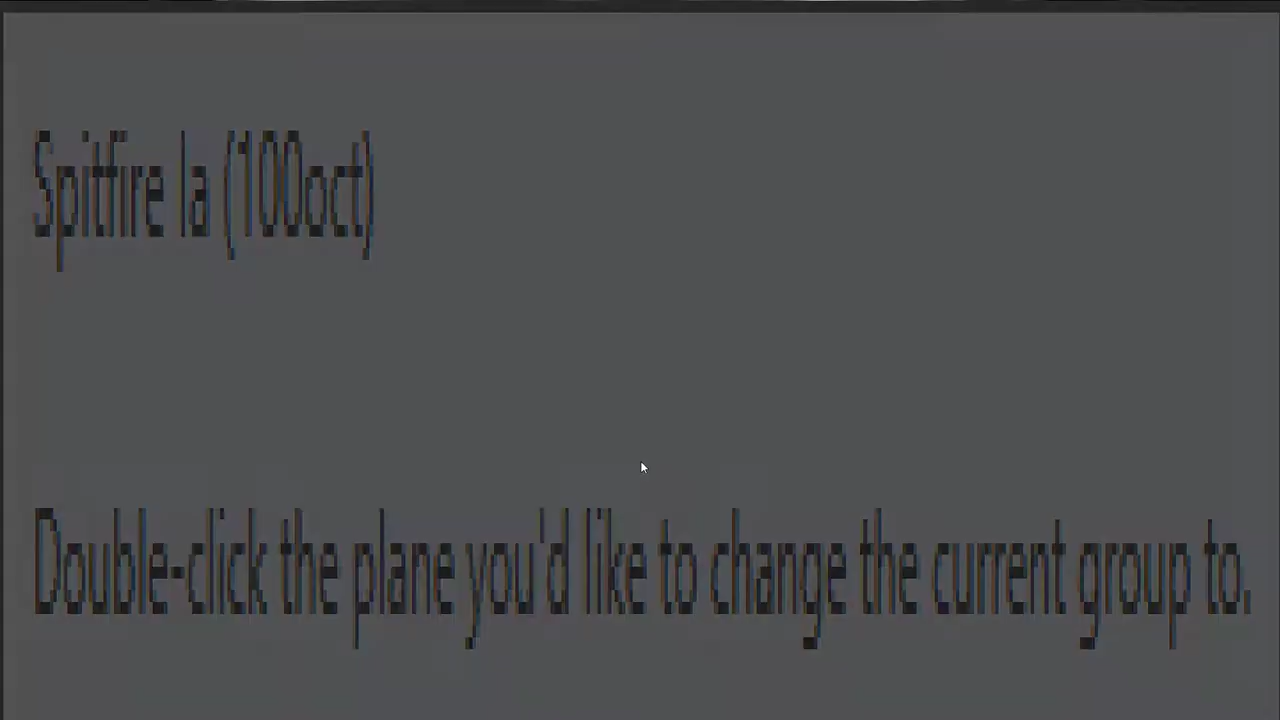 Spitfire Ia (100oct)
Double-click the plane you'd like to change the current group to.